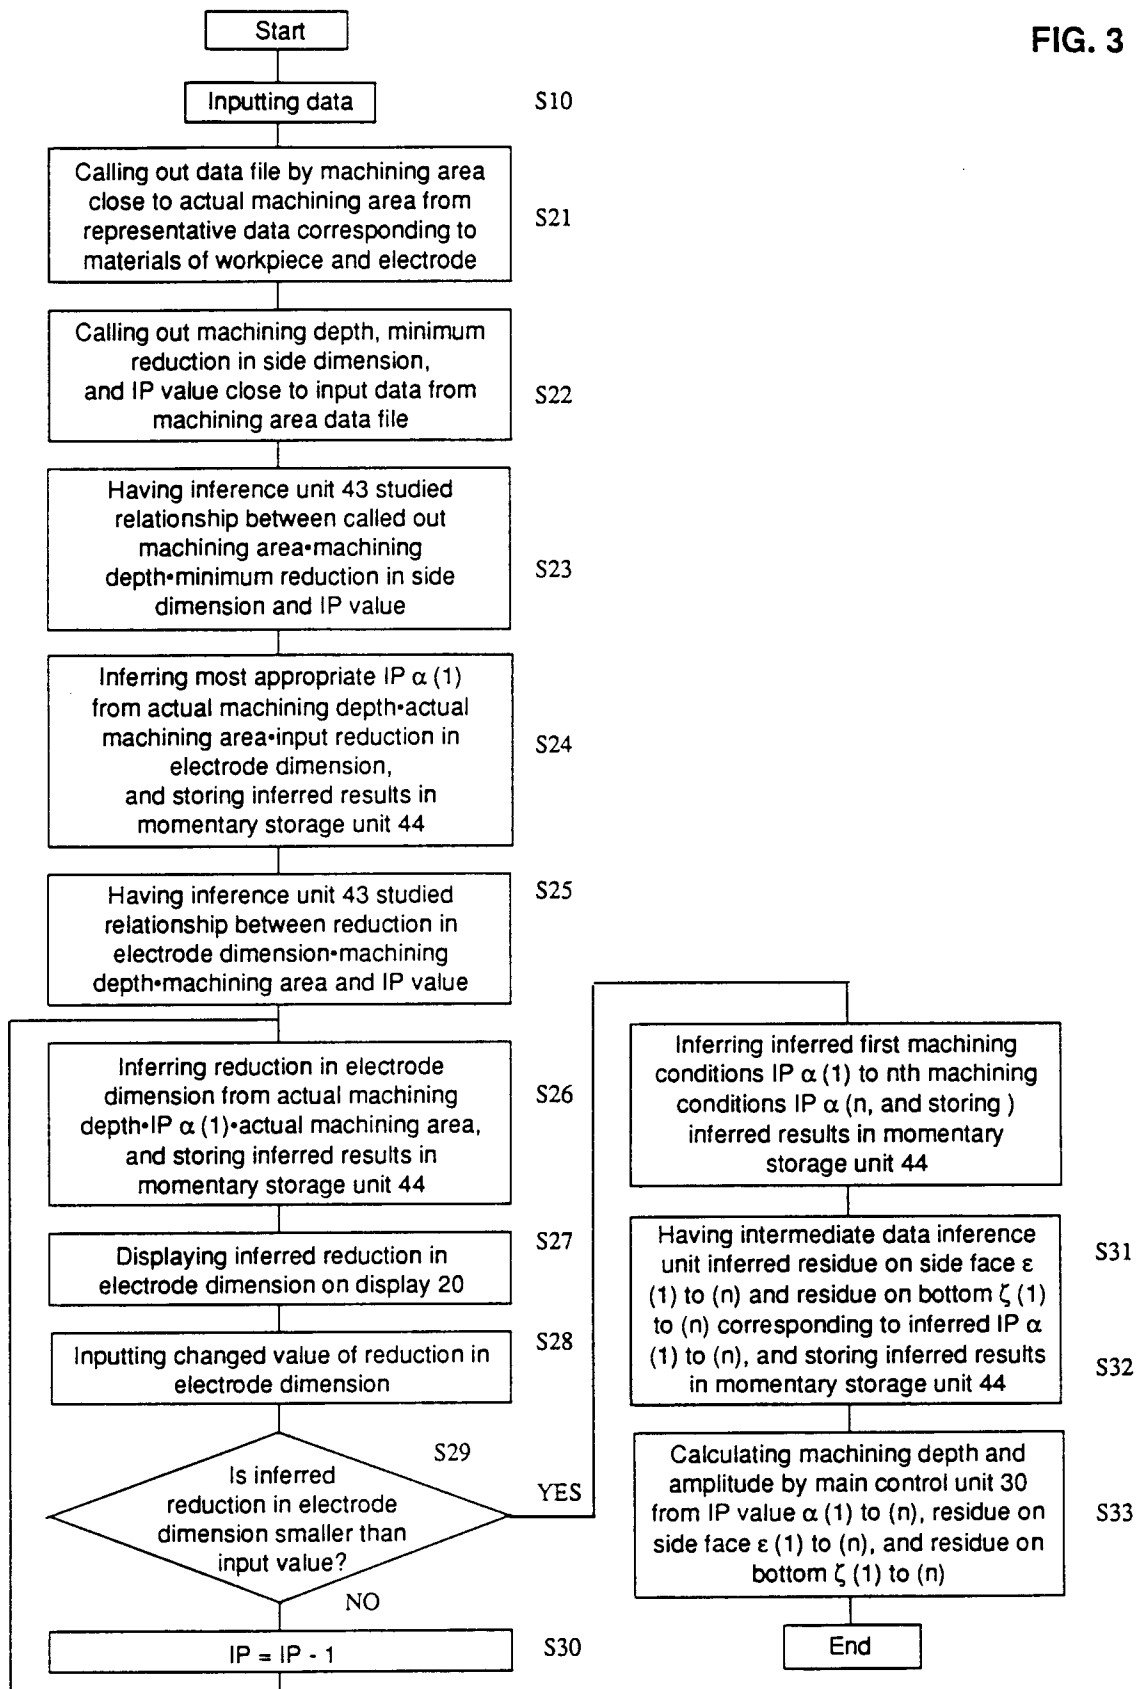 FIG. 3
Start
Inputting data
S10
Calling out data file by machining area
close to actual machining area from
representative data corresponding to
materials of workpiece and electrode
S21
Calling out machining depth, minimum
reduction in side dimension,
and IP value close to input data from
machining area data file
S22
Having inference unit 43 studied
relationship between called out
machining area•machining
depth•minimum reduction in side
dimension and IP value
S23
Inferring most appropriate IP α (1)
from actual machining depth•actual
machining area•input reduction in
electrode dimension,
and storing inferred results in
momentary storage unit 44
S24
Having inference unit 43 studied
relationship between reduction in
electrode dimension•machining
depth•machining area and IP value
S25
Inferring reduction in electrode
dimension from actual machining
depth•IP α (1)•actual machining area,
and storing inferred results in
momentary storage unit 44
S26
Displaying inferred reduction in
electrode dimension on display 20
S27
Inputting changed value of reduction in
electrode dimension
S28
Is inferred
reduction in electrode
dimension smaller than
input value?
S29
YES
NO
IP = IP - 1
S30
Inferring inferred first machining
conditions IP α (1) to nth machining
conditions IP α (n, and storing )
inferred results in momentary
storage unit 44
S31
Having intermediate data inference
unit inferred residue on side face ε
(1) to (n) and residue on bottom ζ (1)
to (n) corresponding to inferred IP α
(1) to (n), and storing inferred results
in momentary storage unit 44
S32
Calculating machining depth and
amplitude by main control unit 30
from IP value α (1) to (n), residue on
side face ε (1) to (n), and residue on
bottom ζ (1) to (n)
S33
End